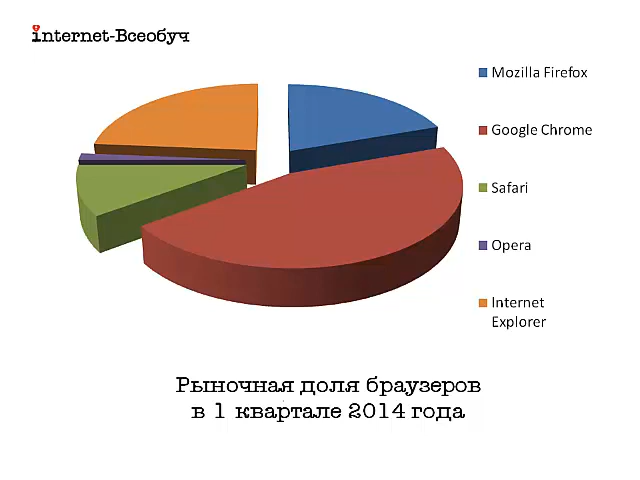 internet-Всеобуч
Mozilla Firefox
Google Chrome
Safari
Opera
Internet
Explorer
Рыночная доля браузеров
в 1 квартале 2014 года